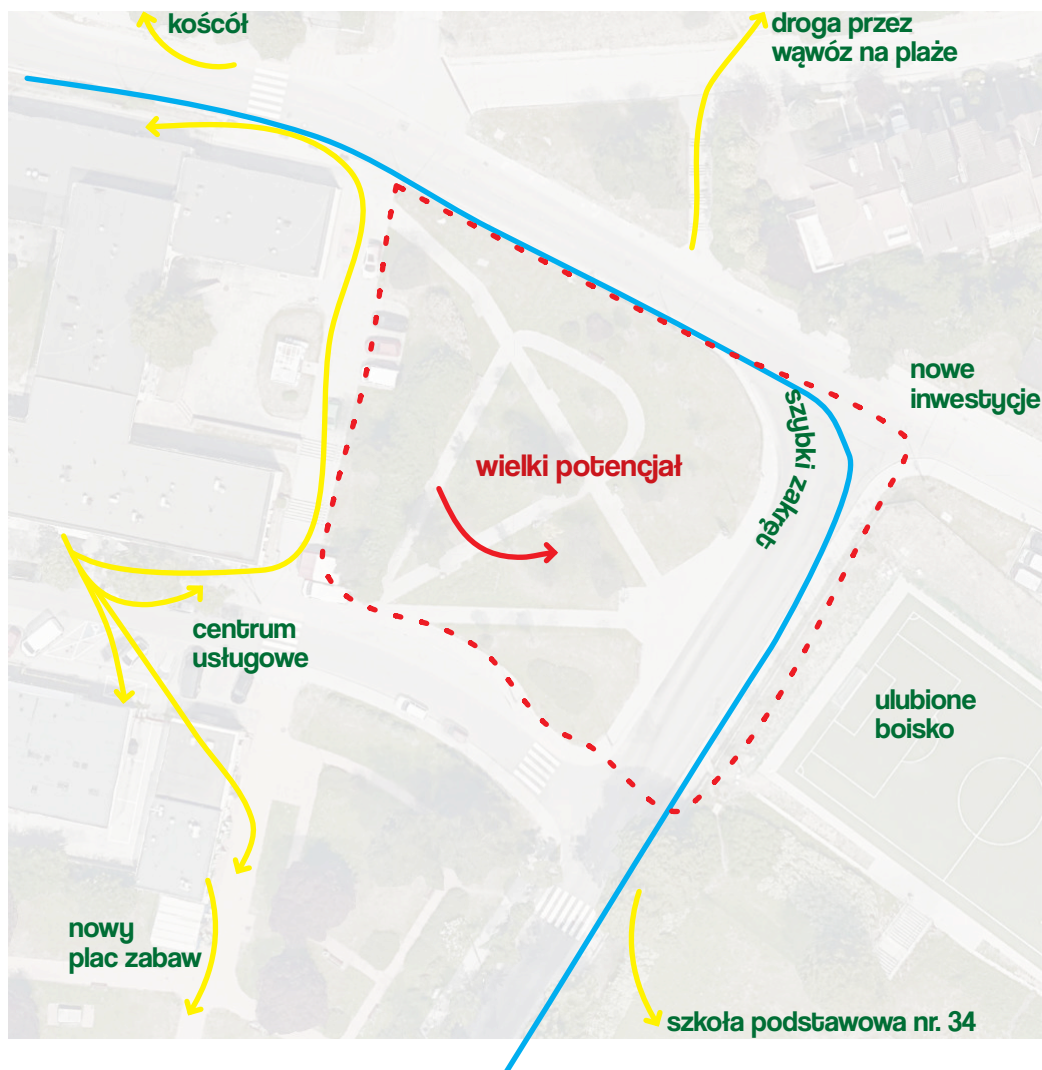 koścół
droga przez
wąwóz na plaże
nowe
inwestycje
szybki zakręt
wielki potencjał
centrum
usługowe
ulubione
boisko
nowy
plac zabaw
szkoła podstawowa nr. 34